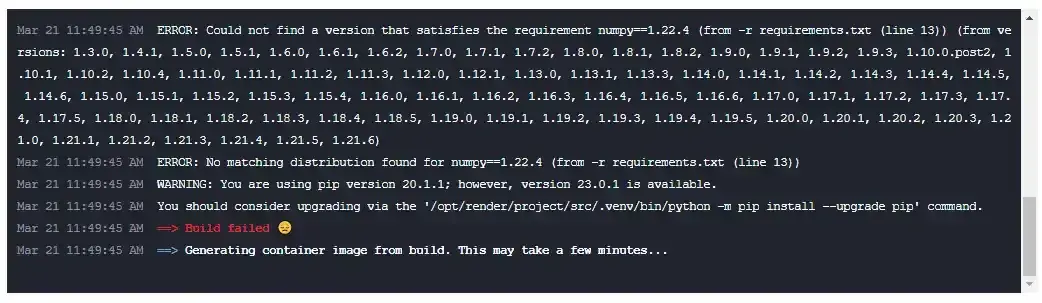 Mar 21 11:49:45 AM  ERROR: Could not find a version that satisfies the requirement numpy==1.22.4 (from -r requirements.txt (line 13)) (from ve
rsions: 1.3.0, 1.4.1, 1.5.0, 1.5.1, 1.6.0, 1.6.1, 1.6.2, 1.7.0, 1.7.1, 1.7.2, 1.8.0, 1.8.1, 1.8.2, 1.9.0, 1.9.1, 1.9.2, 1.9.3, 1.10.0.post2, 1
.10.1, 1.10.2, 1.10.4, 1.11.0, 1.11.1, 1.11.2, 1.11.3, 1.12.0, 1.12.1, 1.13.0, 1.13.1, 1.13.3, 1.14.0, 1.14.1, 1.14.2, 1.14.3, 1.14.4, 1.14.5,
1.14.6, 1.15.0, 1.15.1, 1.15.2, 1.15.3, 1.15.4, 1.16.0, 1.16.1, 1.16.2, 1.16.3, 1.16.4, 1.16.5, 1.16.6, 1.17.0, 1.17.1, 1.17.2, 1.17.3, 1.17.
4, 1.17.5, 1.18.0, 1.18.1, 1.18.2, 1.18.3, 1.18.4, 1.18.5, 1.19.0, 1.19.1, 1.19.2, 1.19.3, 1.19.4, 1.19.5, 1.20.0, 1.20.1, 1.20.2, 1.20.3, 1.2
1.0, 1.21.1, 1.21.2, 1.21.3, 1.21.4, 1.21.5, 1.21.6)
Mar 21 11:49:45 AM  ERROR: No matching distribution found for numpy==1.22.4 (from -r requirements.txt (line 13))
Mar 21 11:49:45 AM  WARNING: You are using pip version 20.1.1; however, version 23.0.1 is available.
Mar 21 11:49:45 AM  You should consider upgrading via the '/opt/render/project/src/.venv/bin/python -m pip install --upgrade pip' command.
Mar 21 11:49:45 AM  ==> Build failed 😞
Mar 21 11:49:45 AM  ==> Generating container image from build. This may take a few minutes...